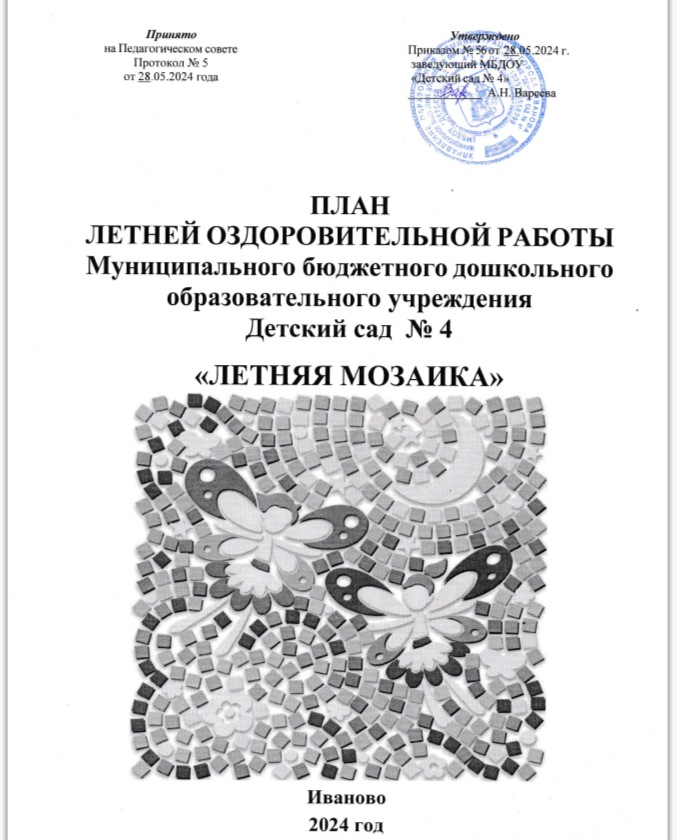 Принято
на Педагогическом совете
Протокол № 5
от 28.05.2024 года
Утверждено
Приказом № 56 от 28.05.2024 г.
заведующий МБДОУ
«Детский сад № 4»
А.Н. Вареева
ПЛАН
ЛЕТНЕЙ ОЗДОРОВИТЕЛЬНОЙ РАБОТЫ
Муниципального бюджетного дошкольного
образовательного учреждения
Детский сад № 4
«ЛЕТНЯЯ МОЗАИКА»
Иваново
2024 год